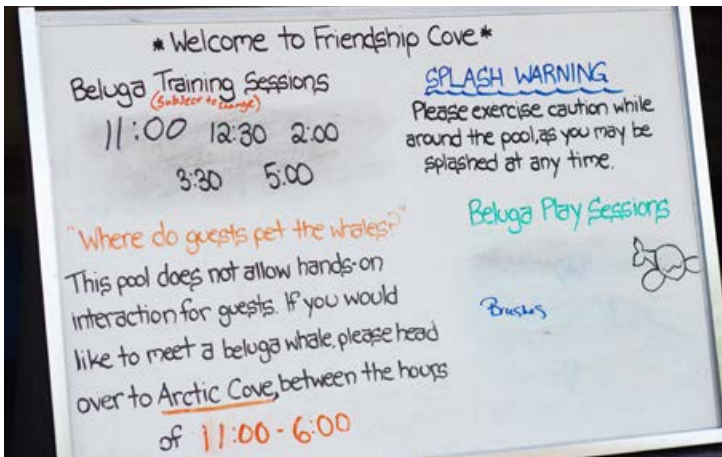 *Welcome to Friendship Cove*
Beluga Training Sessions
(Subject to change)
11:00 12:30 2:00
3:30 5:00
"Where do guests pet the whales?"
This pool does not allow hands-on
interaction for guests. If you would
like to meet a beluga whale, please head
over to Arctic Cove, between the hours
of 11:00-6:00
SPLASH WARNING
Please exercise caution while
around the pool, as you may be
splashed at any time.
Beluga Play Sessions
Brushes